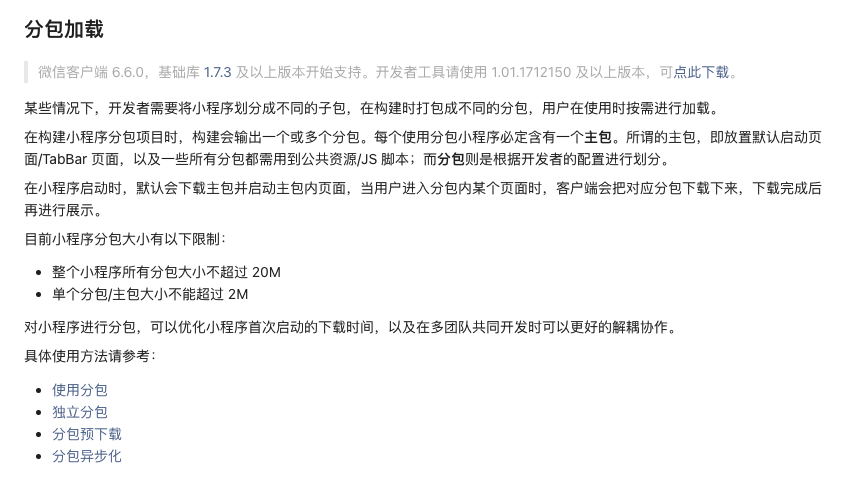 分包加载
微信客户端 6.6.0，基础库 1.7.3 及以上版本开始支持。开发者工具请使用 1.01.1712150 及以上版本，可点此下载。
某些情况下，开发者需要将小程序划分成不同的子包，在构建时打包成不同的分包，用户在使用时按需进行加载。
在构建小程序分包项目时，构建会输出一个或多个分包。每个使用分包小程序必定含有一个主包。所谓的主包，即放置默认启动页
面/TabBar 页面，以及一些所有分包都需用到公共资源/JS 脚本；而分包则是根据开发者的配置进行划分。
在小程序启动时，默认会下载主包并启动主包内页面，当用户进入分包内某个页面时，客户端会把对应分包下载下来，下载完成后
再进行展示。
目前小程序分包大小有以下限制：
• 整个小程序所有分包大小不超过 20M
• 单个分包/主包大小不能超过 2M
对小程序进行分包，可以优化小程序首次启动的下载时间，以及在多团队共同开发时可以更好的解耦协作。
具体使用方法请参考：
• 使用分包
• 独立分包
• 分包预下载
• 分包异步化